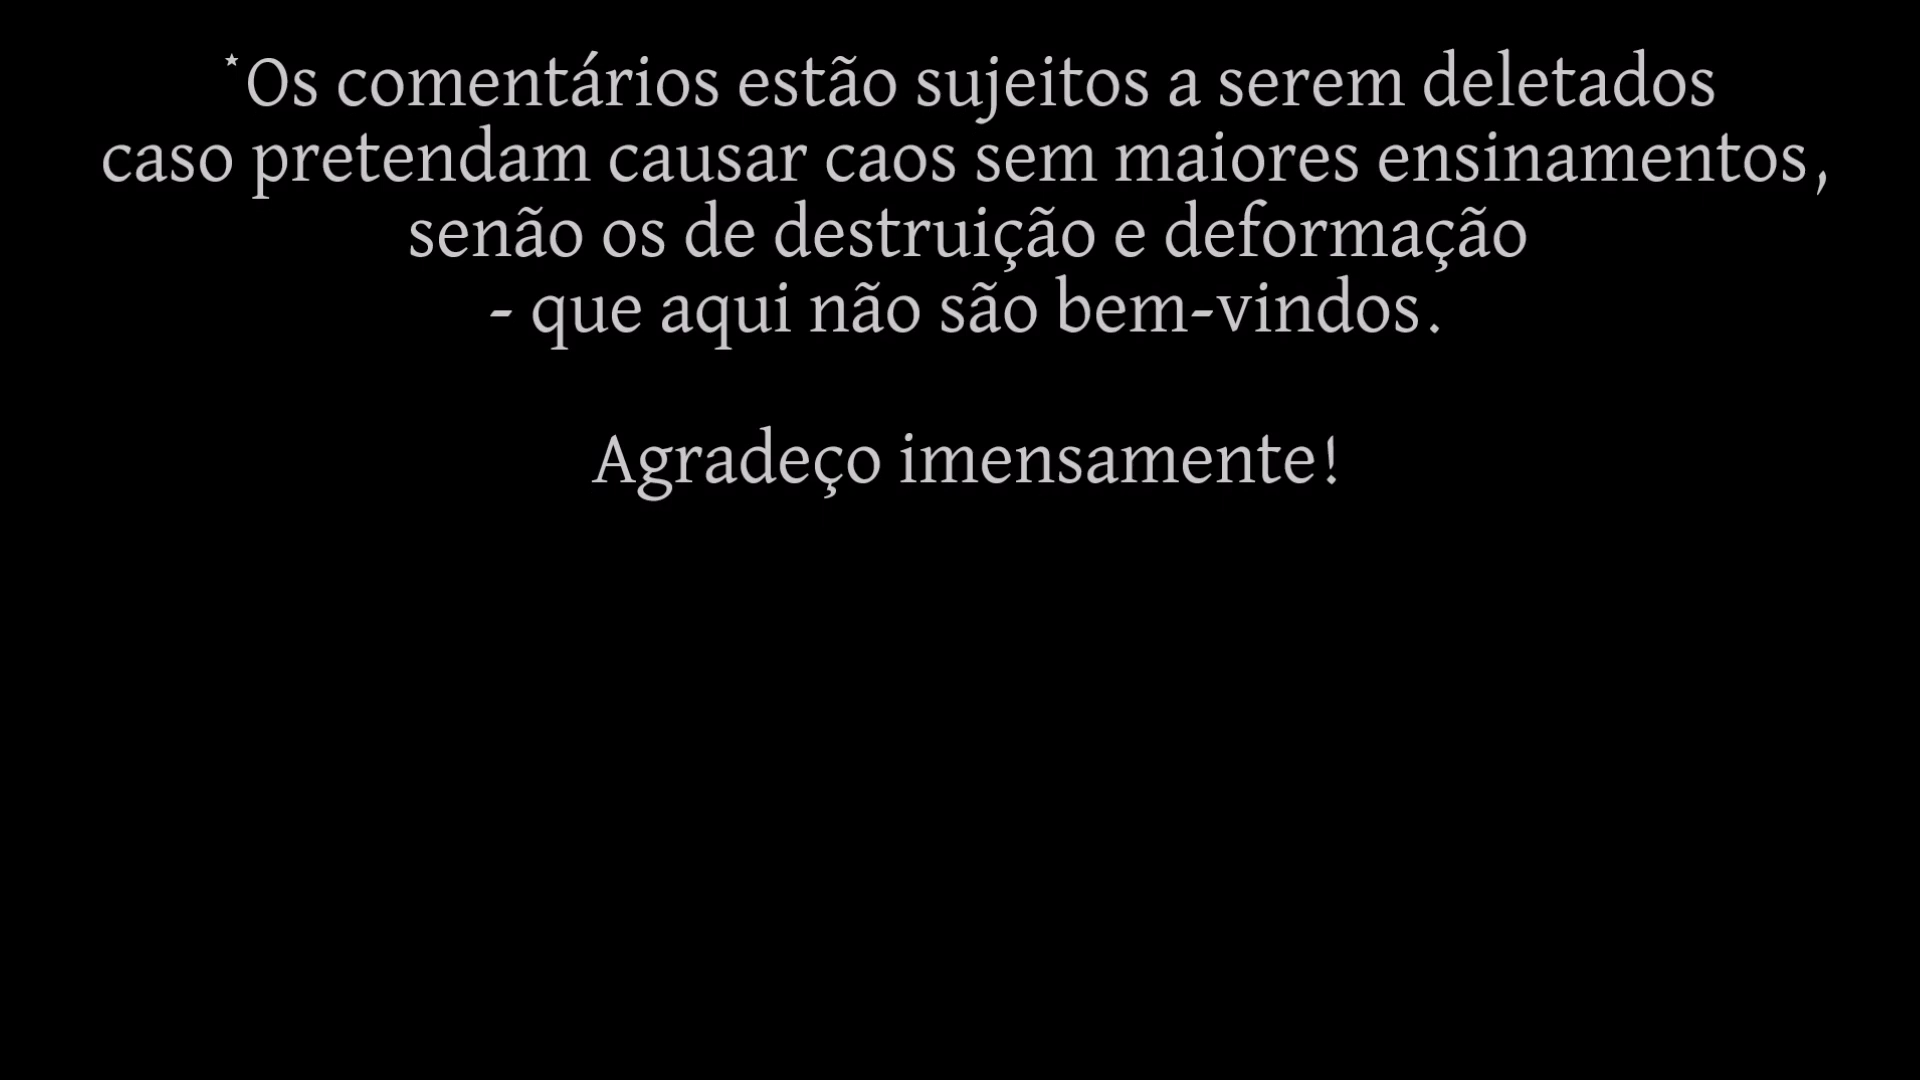 *Os comentários estão sujeitos a serem deletados
caso pretendam causar caos sem maiores ensinamentos,
senão os de destruição e deformação
- que aqui não são bem-vindos.
Agradeço imensamente!